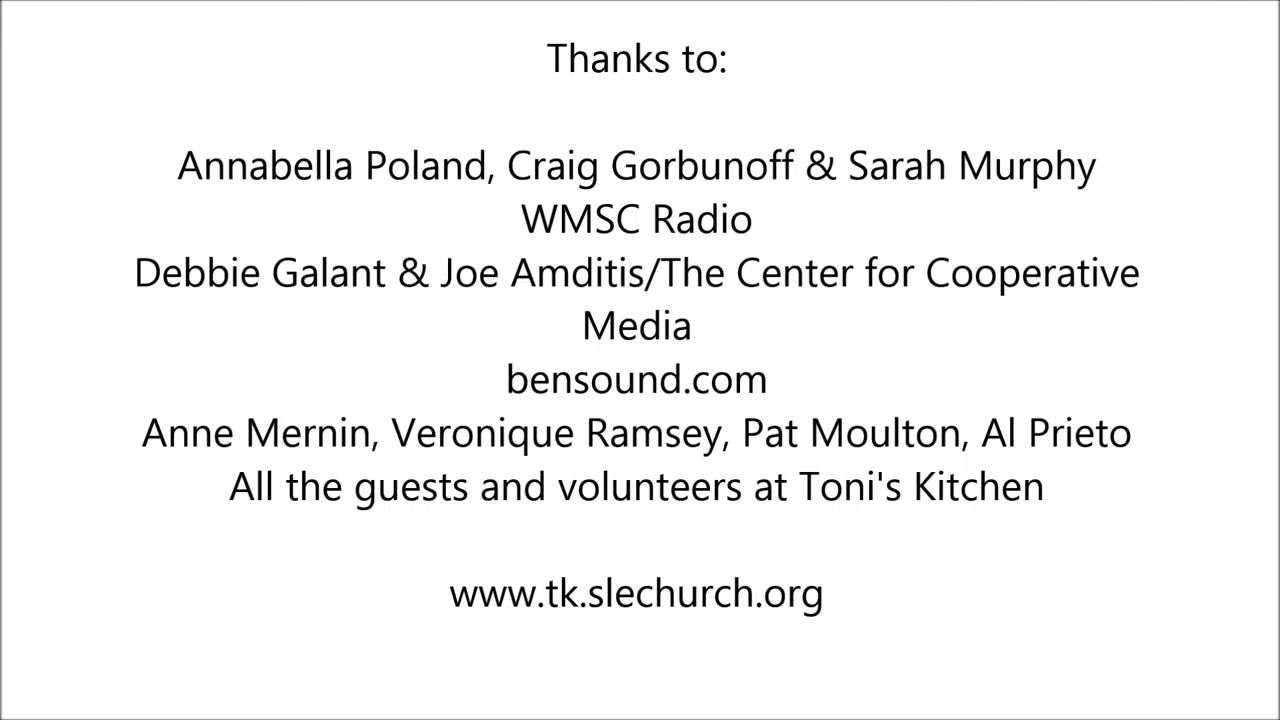 Thanks to:
Annabella Poland, Craig Gorbunoff & Sarah Murphy
WMSC Radio
Debbie Galant & Joe Amditis/The Center for Cooperative
Media
bensound.com
Anne Mernin, Veronique Ramsey, Pat Moulton, Al Prieto
All the guests and volunteers at Toni's Kitchen
www.tk.slechurch.org